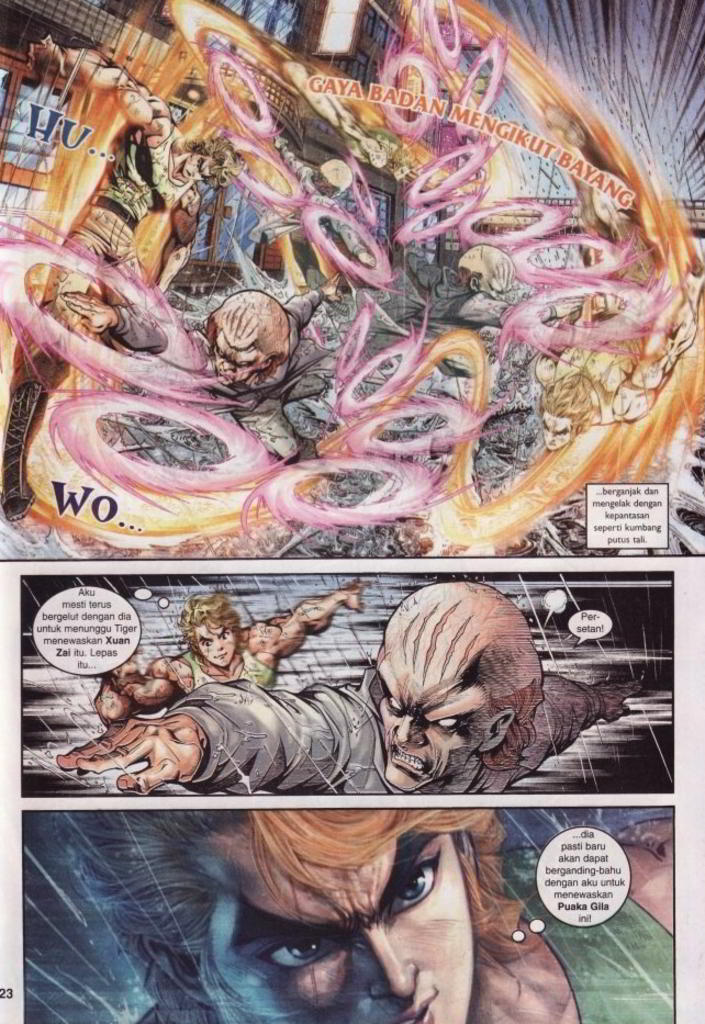 GAYA BADAN MENGIKUT BAYANG
HU...
WO...
...berganjak dan
mengelak dengan
kepantasan
seperti kumbang
putus tali.
Aku
mesti terus
bergelut dengan dia
untuk menunggu Tiger
menewaskan Xuan
Zai itu. Lepas
itu...
Per-
setan!
...dia
pasti baru
akan dapat
berganding-bahu
dengan aku untuk
menewaskan
Puaka Gila
ini!
23